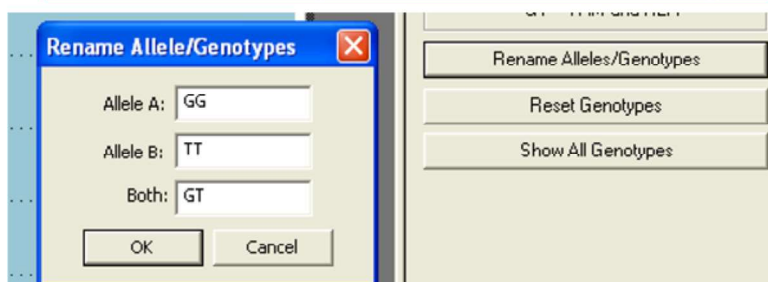 Rename Allele/Genotypes
Allele A: GG
Allele B: TT
Both: GT
OK Cancel
Rename Alleles/Genotypes
Reset Genotypes
Show All Genotypes